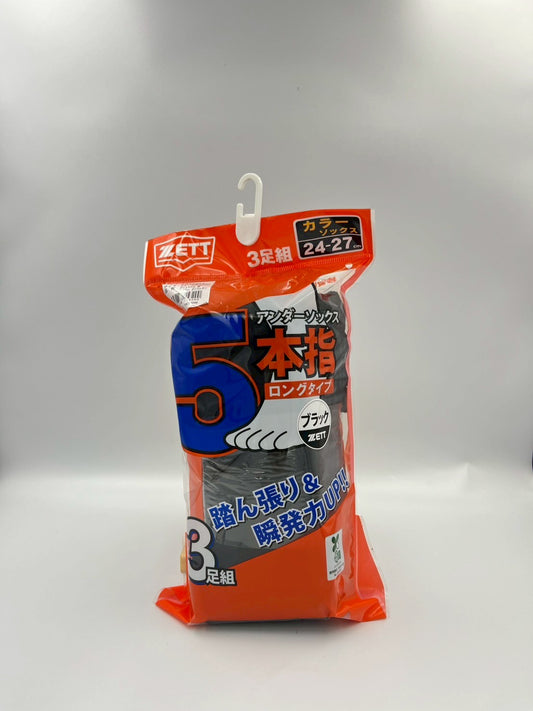 ZETT
3足組
カラー
ソックス
24-27cm
アンダーソックス
5本指
ロングタイプ
ブラック
ZETT
踏ん張り&
瞬発力UP!!
3足組